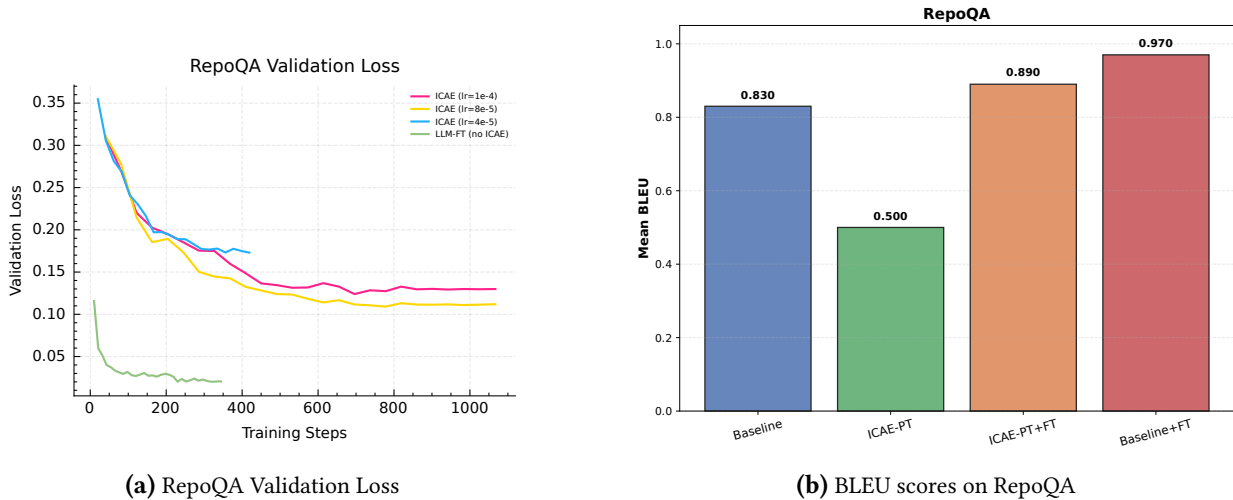 RepoQA Validation Loss
ICAE (lr=1e-4)
ICAE (lr=8e-5)
ICAE (lr=4e-5)
LLM-FT (no ICAE)
Validation Loss
0.35
0.30
0.25
0.20
0.15
0.10
0.05
0
200
400
600
800
1000
Training Steps
(a) RepoQA Validation Loss
RepoQA
Mean BLEU
1.0
0.8
0.6
0.4
0.2
0.0
0.830
0.500
0.890
0.970
Baseline
ICAE-PT
ICAE-PT+FT
Baseline+FT
(b) BLEU scores on RepoQA